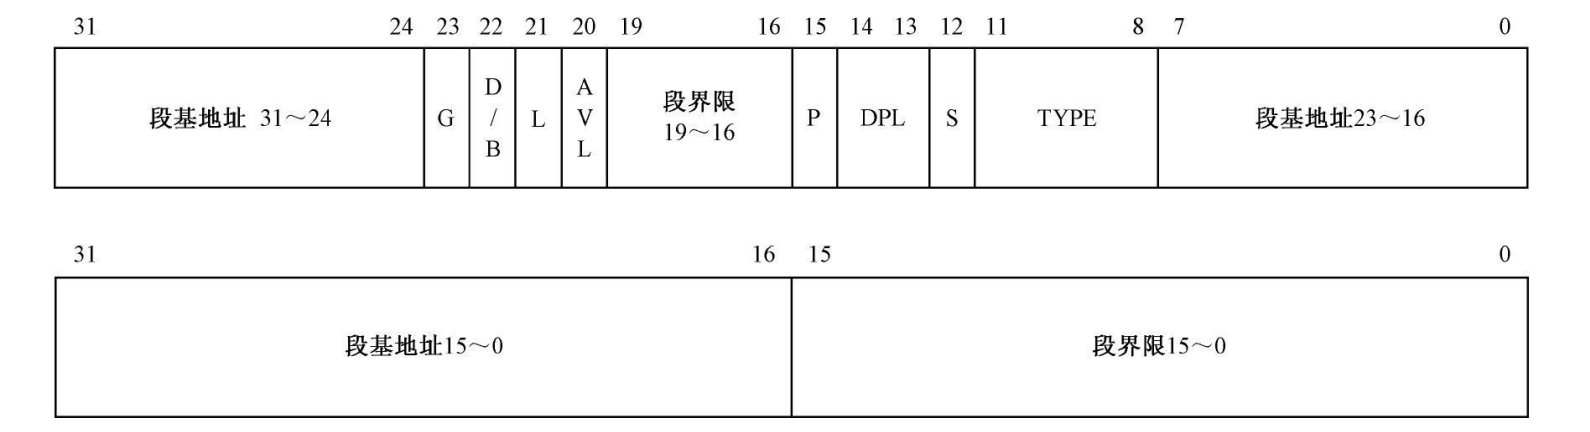 31 24 23 22 21 20 19 16 15 14 13 12 11 8 7 0
段基地址 31～24 G D/B L AVL 段界限 19～16 P DPL S TYPE 段基地址23～16
31 16 15 0
段基地址15～0 段界限15～0